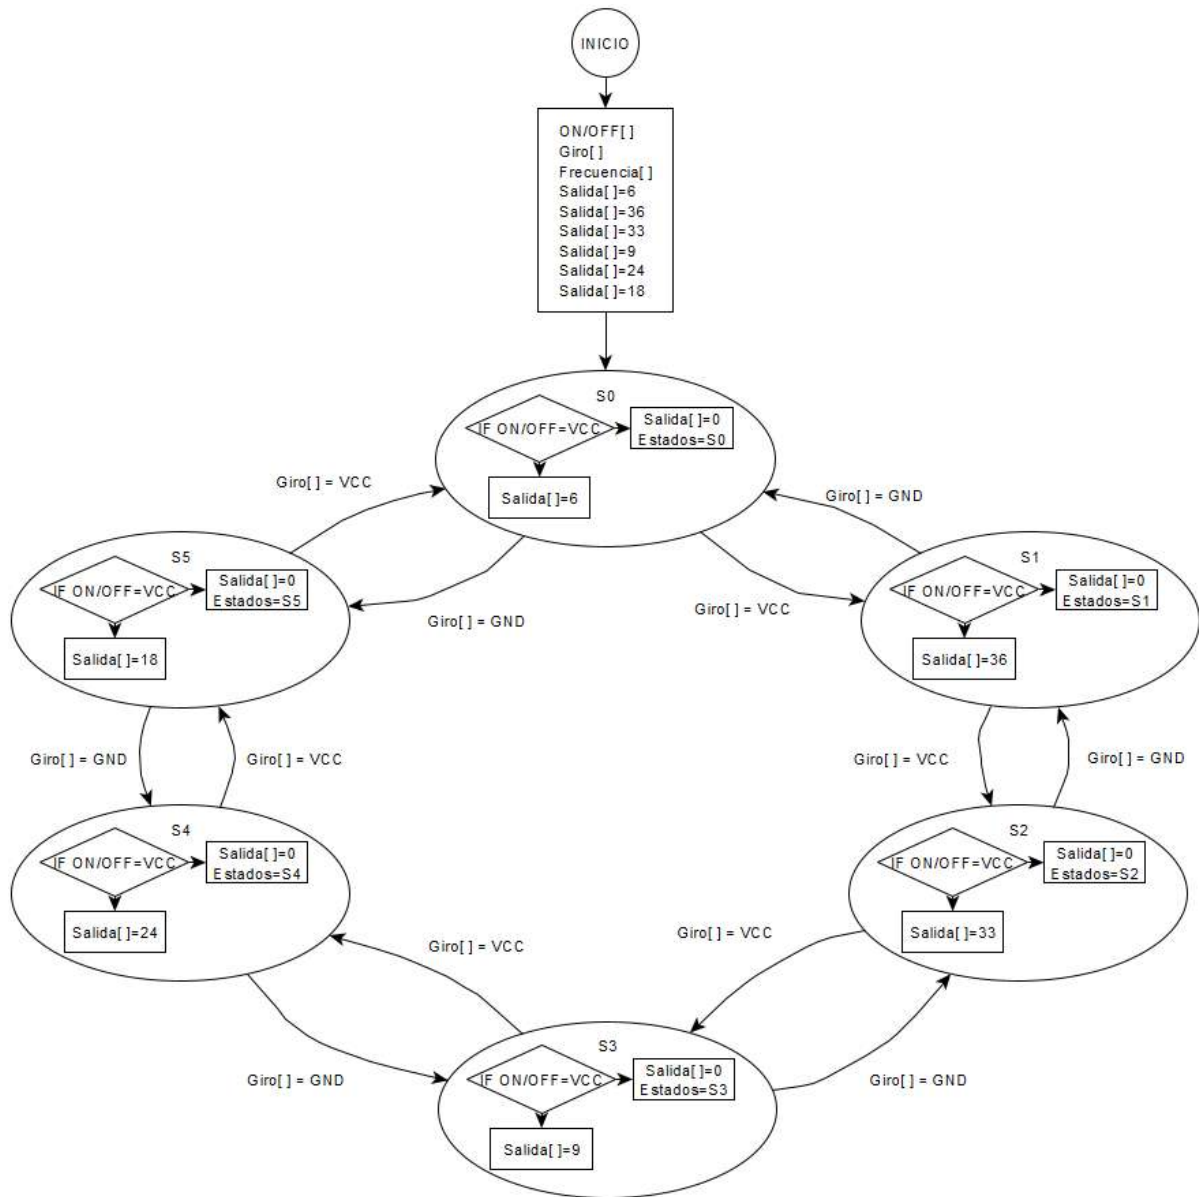 INICIO
ON/OFF[ ]
Giro[ ]
Frecuencia[ ]
Salida[ ]=6
Salida[ ]=36
Salida[ ]=33
Salida[ ]=9
Salida[ ]=24
Salida[ ]=18
S0
IF ON/OFF=VCC
Salida[ ]=0
Estados=S0
Salida[ ]=6
Giro[ ] = VCC
Giro[ ] = GND
Giro[ ] = GND
Giro[ ] = VCC
S5
IF ON/OFF=VCC
Salida[ ]=0
Estados=S5
Salida[ ]=18
S1
IF ON/OFF=VCC
Salida[ ]=0
Estados=S1
Salida[ ]=36
Giro[ ] = GND
Giro[ ] = VCC
Giro[ ] = VCC
Giro[ ] = GND
S4
IF ON/OFF=VCC
Salida[ ]=0
Estados=S4
Salida[ ]=24
S2
IF ON/OFF=VCC
Salida[ ]=0
Estados=S2
Salida[ ]=33
Giro[ ] = VCC
Giro[ ] = VCC
Giro[ ] = GND
Giro[ ] = GND
S3
IF ON/OFF=VCC
Salida[ ]=0
Estados=S3
Salida[ ]=9